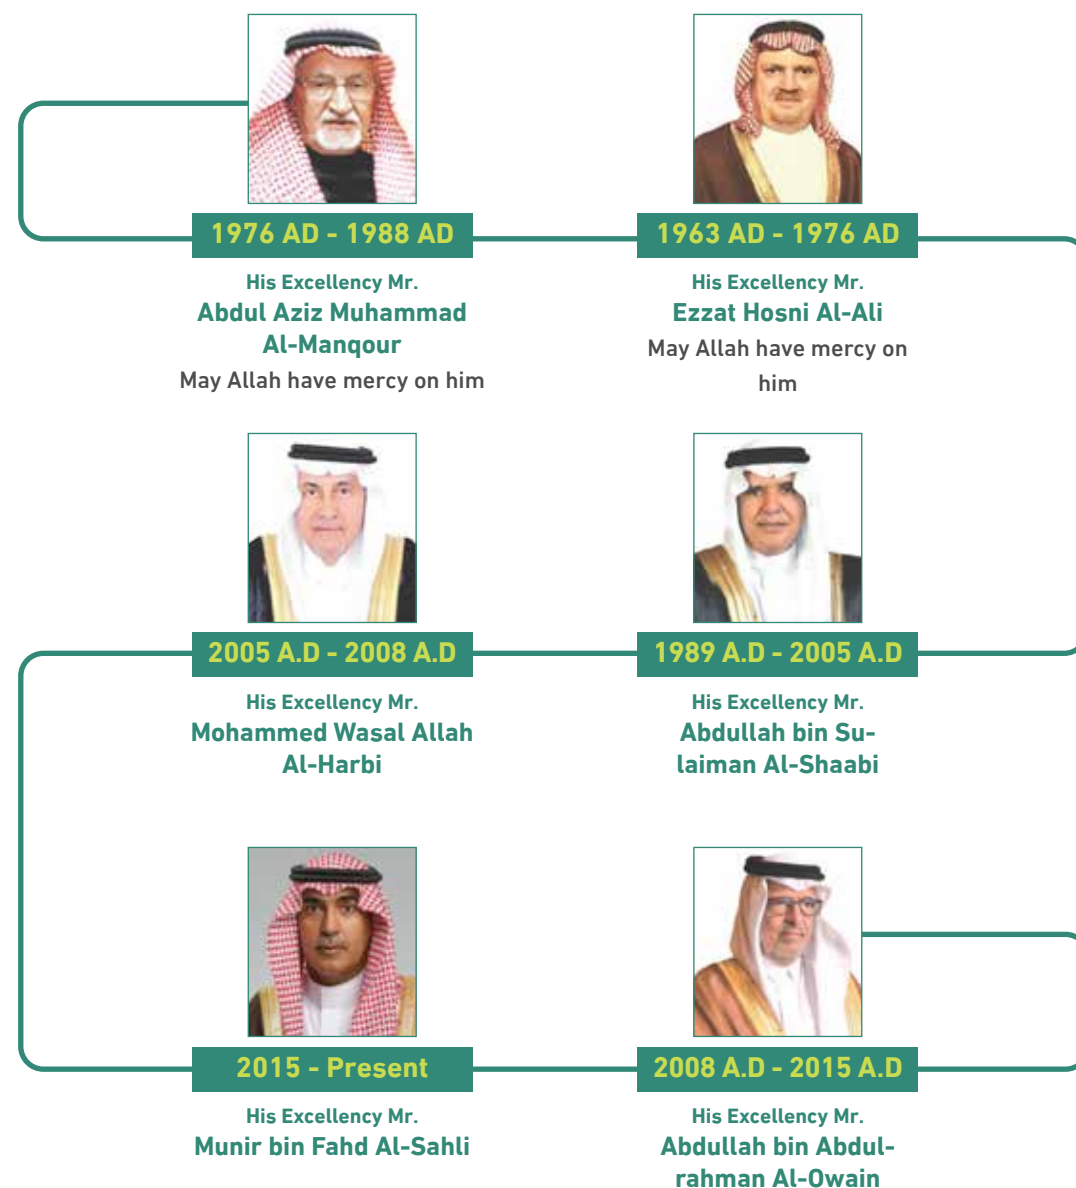 1976 AD - 1988 AD
His Excellency Mr.
Abdul Aziz Muhammad
Al-Manqour
May Allah have mercy on him
1963 AD - 1976 AD
His Excellency Mr.
Ezzat Hosni Al-Ali
May Allah have mercy on
him
2005 A.D - 2008 A.D
His Excellency Mr.
Mohammed Wasal Allah
Al-Harbi
1989 A.D - 2005 A.D
His Excellency Mr.
Abdullah bin Su-
laiman Al-Shaabi
2015 - Present
His Excellency Mr.
Munir bin Fahd Al-Sahli
2008 A.D - 2015 A.D
His Excellency Mr.
Abdullah bin Abdul-
rahman Al-Owain